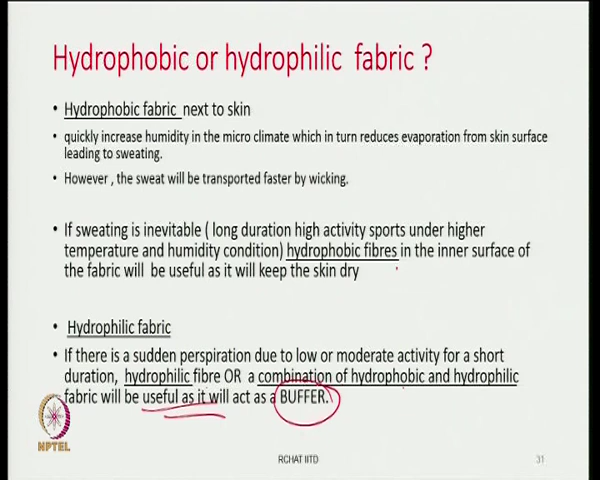 Hydrophobic or hydrophilic fabric ?
• Hydrophobic fabric next to skin
• quickly increase humidity in the micro climate which in turn reduces evaporation from skin surface
leading to sweating.
• However , the sweat will be transported faster by wicking.
• If sweating is inevitable ( long duration high activity sports under higher
temperature and humidity condition) hydrophobic fibres in the inner surface of
the fabric will be useful as it will keep the skin dry
• Hydrophilic fabric
• If there is a sudden perspiration due to low or moderate activity for a short
duration, hydrophilic fibre OR a combination of hydrophobic and hydrophilic
fabric will be useful as it will act as a BUFFER.
NPTEL
RCHAT IITD
31